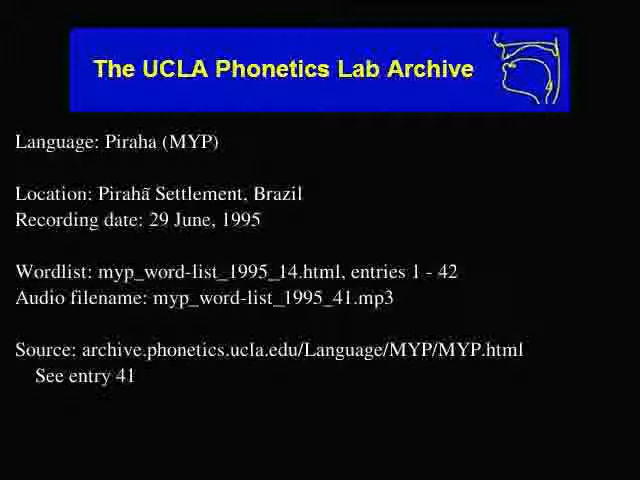 The UCLA Phonetics Lab Archive
Language: Piraha (MYP)
Location: Pirahã Settlement, Brazil
Recording date: 29 June, 1995
Wordlist: myp_word-list_1995_14.html, entries 1 - 42
Audio filename: myp_word-list_1995_41.mp3
Source: archive.phonetics.ucla.edu/Language/MYP/MYP.html
See entry 41